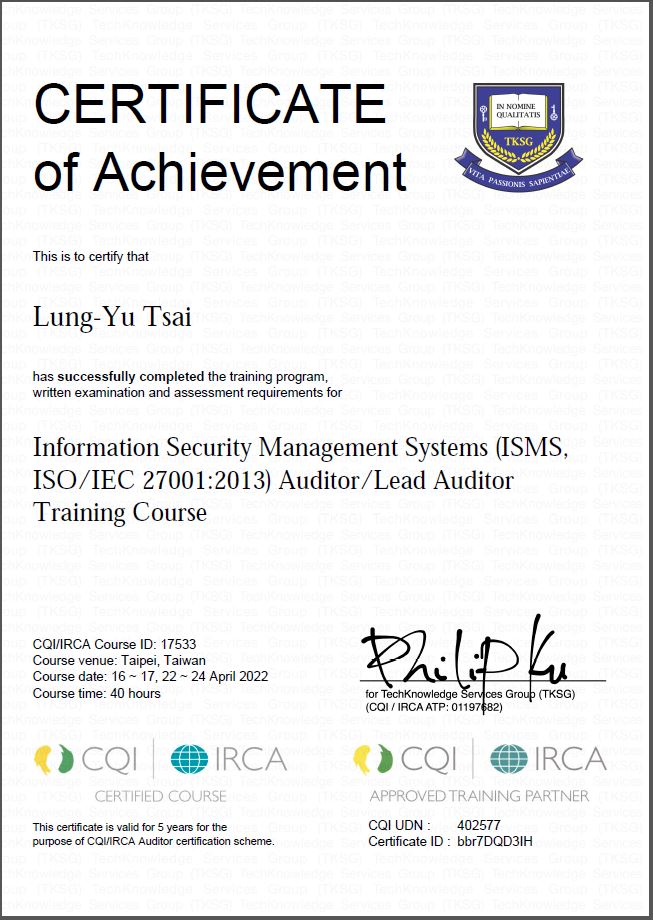 CERTIFICATE
of Achievement
IN NOMINE
QUALITATIS
TKSG
VITA PASSIONIS SAPIENTIAE
This is to certify that
Lung-Yu Tsai
has successfully completed the training program,
written examination and assessment requirements for
Information Security Management Systems (ISMS,
ISO/IEC 27001:2013) Auditor/Lead Auditor
Training Course
CQI/IRCA Course ID: 17533
Course venue: Taipei, Taiwan
Course date: 16 ~ 17, 22 ~ 24 April 2022
Course time: 40 hours
Philip Ku
for TechKnowledge Services Group (TKSG)
(CQI / IRCA ATP: 01197682)
CQI | IRCA
CERTIFIED COURSE
CQI | IRCA
APPROVED TRAINING PARTNER
This certificate is valid for 5 years for the
purpose of CQI/IRCA Auditor certification scheme.
CQI UDN : 402577
Certificate ID : bbr7DQD3IH